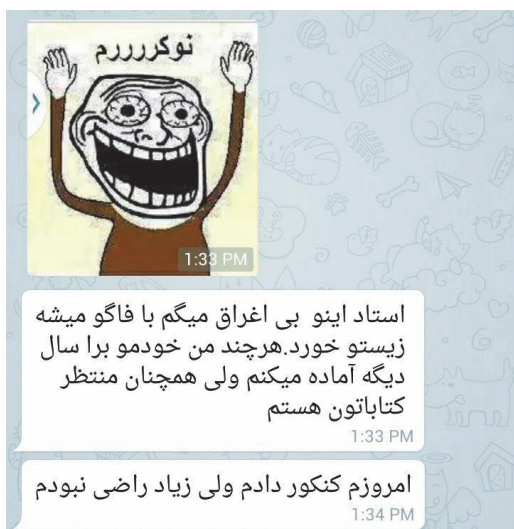 نوکرررررم
1:33 PM
استاد اینو بی اغراق میگم با فاگو میشه
زیستو خورد.هرچند من خودمو برا سال
دیگه آماده میکنم ولی همچنان منتظر
کتاباتون هستم
1:33 PM
امروزم کنکور دادم ولی زیاد راضی نبودم
1:34 PM